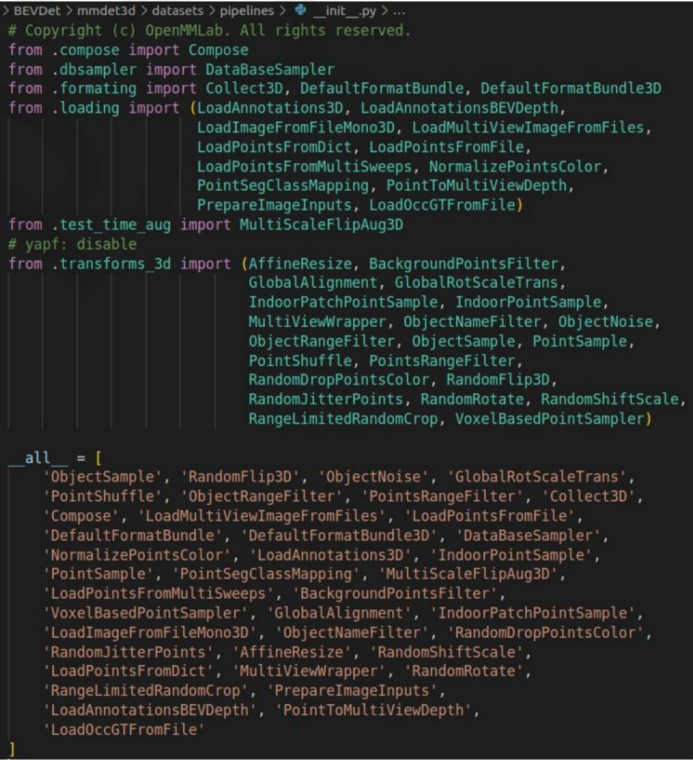 > BEVDet > mmdet3d > datasets > pipelines > __init__.py > ...
# Copyright (c) OpenMMLab. All rights reserved.
from .compose import Compose
from .dbsampler import DataBaseSampler
from .formating import Collect3D, DefaultFormatBundle, DefaultFormatBundle3D
from .loading import (LoadAnnotations3D, LoadAnnotationsBEVDepth,
LoadImageFromFileMono3D, LoadMultiViewImageFromFiles,
LoadPointsFromDict, LoadPointsFromFile,
LoadPointsFromMultiSweeps, NormalizePointsColor,
PointSegClassMapping, PointToMultiViewDepth,
PrepareImageInputs, LoadOccGTFromFile)
from .test_time_aug import MultiScaleFlipAug3D
# yapf: disable
from .transforms_3d import (AffineResize, BackgroundPointsFilter,
GlobalAlignment, GlobalRotScaleTrans,
IndoorPatchPointSample, IndoorPointSample,
MultiViewWrapper, ObjectNameFilter, ObjectNoise,
ObjectRangeFilter, ObjectSample, PointSample,
PointShuffle, PointsRangeFilter,
RandomDropPointsColor, RandomFlip3D,
RandomJitterPoints, RandomRotate, RandomShiftScale,
RangeLimitedRandomCrop, VoxelBasedPointSampler)
__all__ = [
'ObjectSample', 'RandomFlip3D', 'ObjectNoise', 'GlobalRotScaleTrans',
'PointShuffle', 'ObjectRangeFilter', 'PointsRangeFilter', 'Collect3D',
'Compose', 'LoadMultiViewImageFromFiles', 'LoadPointsFromFile',
'DefaultFormatBundle', 'DefaultFormatBundle3D', 'DataBaseSampler',
'NormalizePointsColor', 'LoadAnnotations3D', 'IndoorPointSample',
'PointSample', 'PointSegClassMapping', 'MultiScaleFlipAug3D',
'LoadPointsFromMultiSweeps', 'BackgroundPointsFilter',
'VoxelBasedPointSampler', 'GlobalAlignment', 'IndoorPatchPointSample',
'LoadImageFromFileMono3D', 'ObjectNameFilter', 'RandomDropPointsColor',
'RandomJitterPoints', 'AffineResize', 'RandomShiftScale',
'LoadPointsFromDict', 'MultiViewWrapper', 'RandomRotate',
'RangeLimitedRandomCrop', 'PrepareImageInputs',
'LoadAnnotationsBEVDepth', 'PointToMultiViewDepth',
'LoadOccGTFromFile'
]